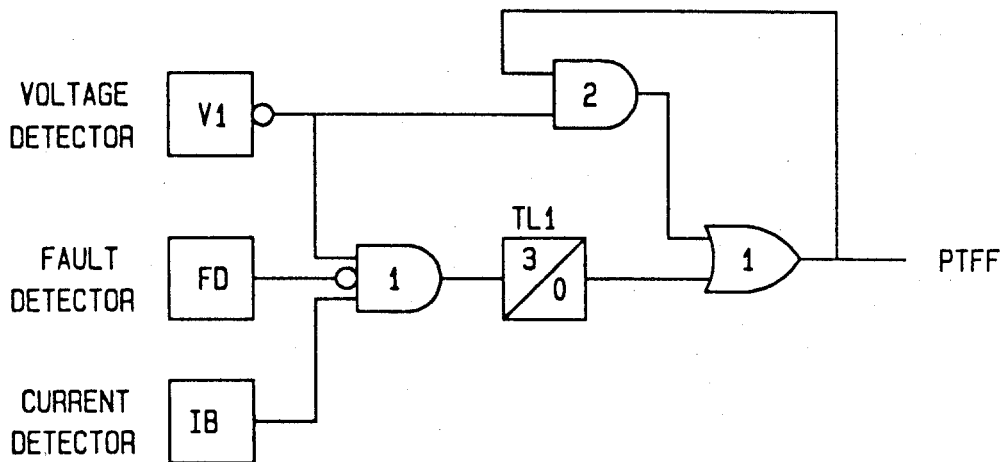 VOLTAGE
DETECTOR
V1
2
TL1
3
0
FAULT
DETECTOR
FD
1
1
PTFF
CURRENT
DETECTOR
IB